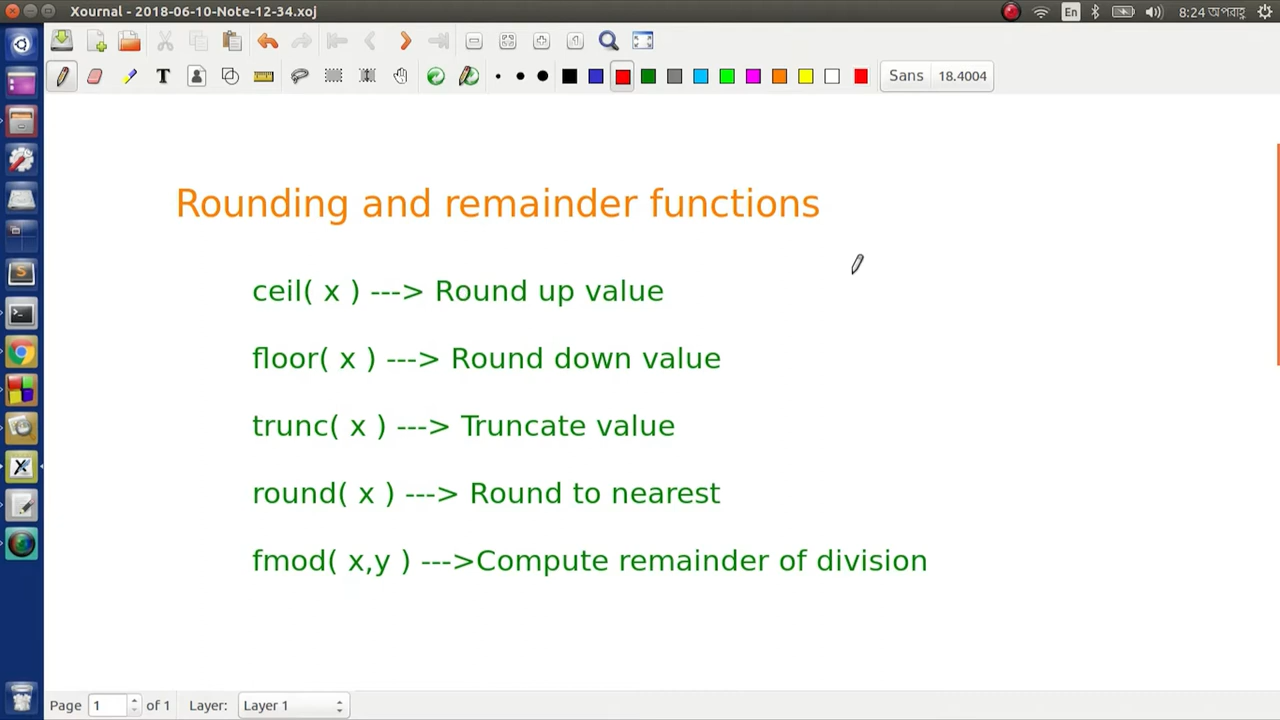 Xournal - 2018-06-10-Note-12-34.xoj
En
8:24 অপরাহ্ণ
T
Sans 18.4004
Rounding and remainder functions
ceil( x ) ---> Round up value
floor( x ) ---> Round down value
trunc( x ) ---> Truncate value
round( x ) ---> Round to nearest
fmod( x,y ) --->Compute remainder of division
Page 1 of 1 Layer: Layer 1